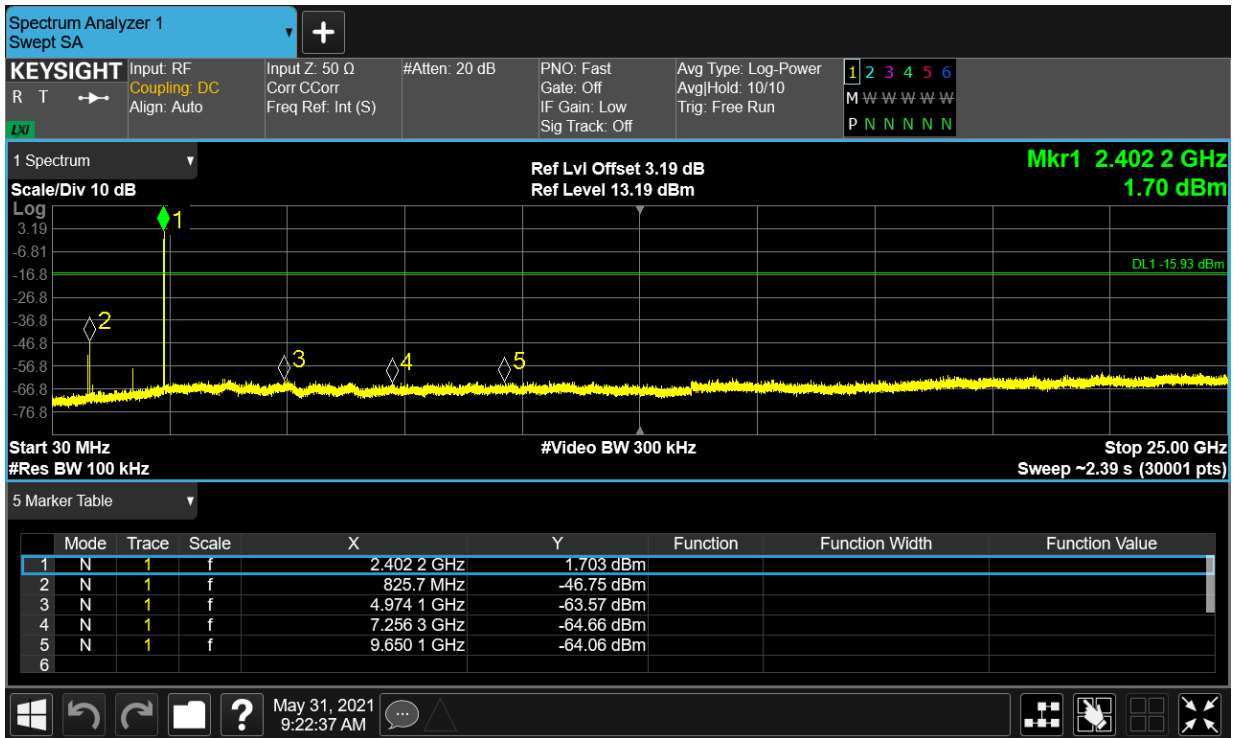 Spectrum Analyzer 1
Swept SA
KEYSIGHT
R T
LXI
Input: RF
Coupling: DC
Align: Auto
Input Z: 50 Ω
Corr CCorr
Freq Ref: Int (S)
#Atten: 20 dB
PNO: Fast
Gate: Off
IF Gain: Low
Sig Track: Off
Avg Type: Log-Power
Avg|Hold: 10/10
Trig: Free Run
1 2 3 4 5 6
M W W W W W
P N N N N N
1 Spectrum
Scale/Div 10 dB
Ref Lvl Offset 3.19 dB
Ref Level 13.19 dBm
Mkr1 2.402 2 GHz
1.70 dBm
Log
3.19
-6.81
-16.8
-26.8
-36.8
-46.8
-56.8
-66.8
-76.8
1
2
3
4
5
DL1 -15.93 dBm
Start 30 MHz
#Video BW 300 kHz
Stop 25.00 GHz
#Res BW 100 kHz
Sweep ~2.39 s (30001 pts)
5 Marker Table
Mode Trace Scale X Y Function Function Width Function Value
1 N 1 f 2.402 2 GHz 1.703 dBm
2 N 1 f 825.7 MHz -46.75 dBm
3 N 1 f 4.974 1 GHz -63.57 dBm
4 N 1 f 7.256 3 GHz -64.66 dBm
5 N 1 f 9.650 1 GHz -64.06 dBm
6
?
May 31, 2021
9:22:37 AM